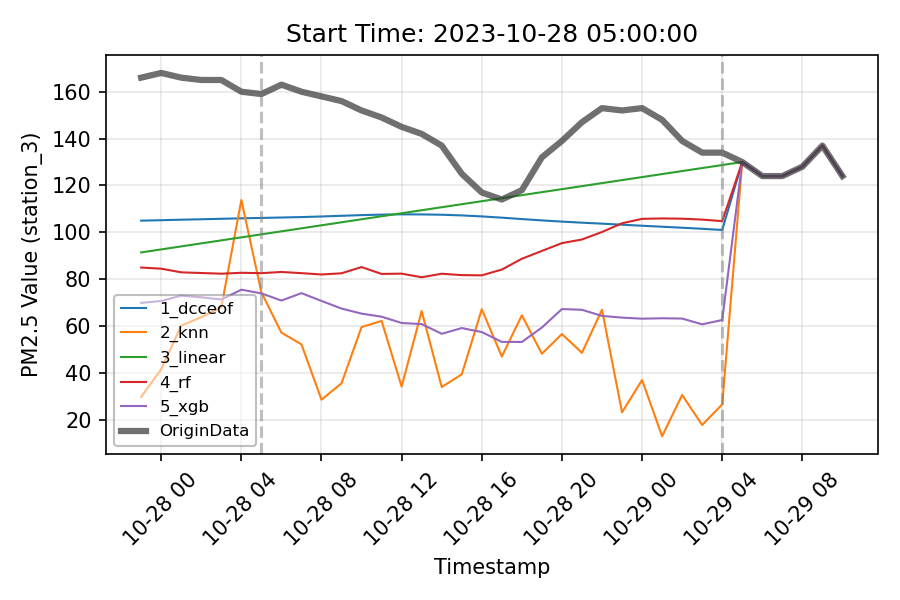 Start Time: 2023-10-28 05:00:00
PM2.5 Value (station_3)
160
140
120
100
80
60
40
20
1_dcceof
2_knn
3_linear
4_rf
5_xgb
OriginData
10-28 00
10-28 04
10-28 08
10-28 12
10-28 16
10-28 20
10-29 00
10-29 04
10-29 08
Timestamp